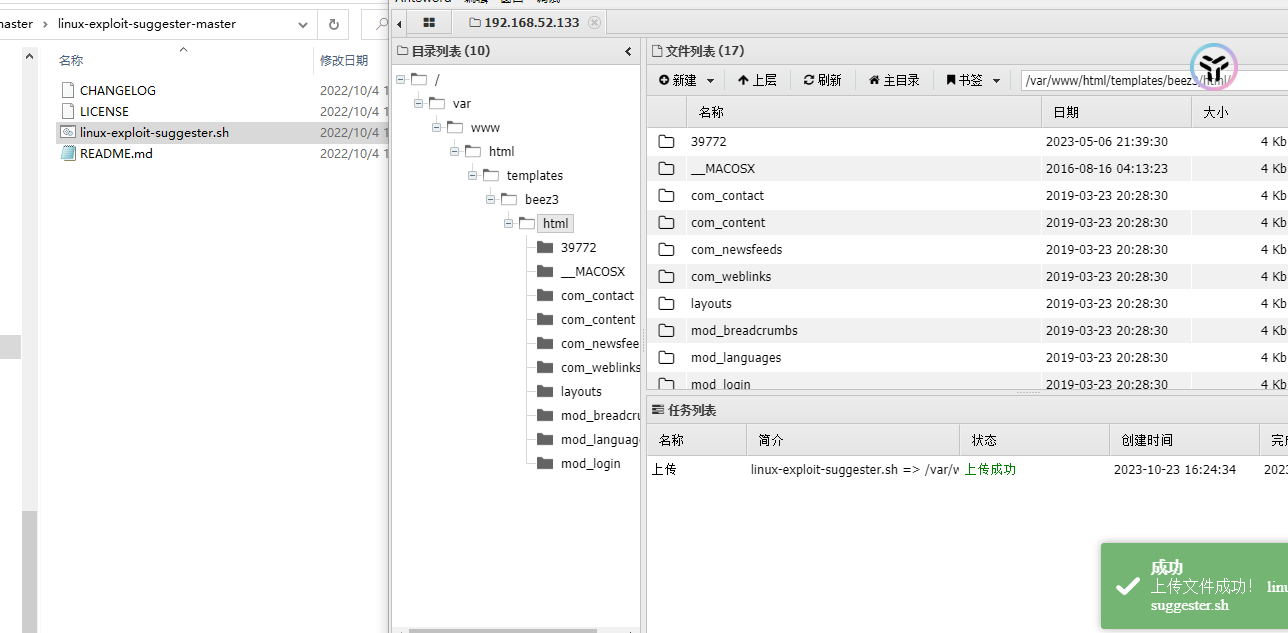 naster › linux-exploit-suggester-master
名称 修改日期
CHANGELOG 2022/10/4 1
LICENSE 2022/10/4 1
linux-exploit-suggester.sh 2022/10/4 1
README.md 2022/10/4 1
192.168.52.133
目录列表 (10)
/
var
www
html
templates
beez3
html
39772
__MACOSX
com_contact
com_content
com_newsfee
com_weblinks
layouts
mod_breadcru
mod_language
mod_login
文件列表 (17)
新建 上层 刷新 主目录 书签 /var/www/html/templates/beez3/html/
名称 日期 大小
39772 2023-05-06 21:39:30 4 Kb
__MACOSX 2016-08-16 04:13:23 4 Kb
com_contact 2019-03-23 20:28:30 4 Kb
com_content 2019-03-23 20:28:30 4 Kb
com_newsfeeds 2019-03-23 20:28:30 4 Kb
com_weblinks 2019-03-23 20:28:30 4 Kb
layouts 2019-03-23 20:28:30 4 Kb
mod_breadcrumbs 2019-03-23 20:28:30 4 Kb
mod_languages 2019-03-23 20:28:30 4 Kb
mod_login 2019-03-23 20:28:30 4 Kb
任务列表
名称 简介 状态 创建时间 完
上传 linux-exploit-suggester.sh => /var/w 上传成功 2023-10-23 16:24:34 202
成功
上传文件成功! linu
suggester.sh